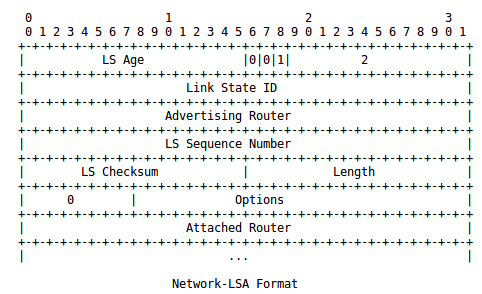 0                   1                   2                   3
0 1 2 3 4 5 6 7 8 9 0 1 2 3 4 5 6 7 8 9 0 1 2 3 4 5 6 7 8 9 0 1
+-+-+-+-+-+-+-+-+-+-+-+-+-+-+-+-+-+-+-+-+-+-+-+-+-+-+-+-+-+-+-+-+
|           LS Age              |0|0|1|          2              |
+-+-+-+-+-+-+-+-+-+-+-+-+-+-+-+-+-+-+-+-+-+-+-+-+-+-+-+-+-+-+-+-+
|                       Link State ID                           |
+-+-+-+-+-+-+-+-+-+-+-+-+-+-+-+-+-+-+-+-+-+-+-+-+-+-+-+-+-+-+-+-+
|                    Advertising Router                         |
+-+-+-+-+-+-+-+-+-+-+-+-+-+-+-+-+-+-+-+-+-+-+-+-+-+-+-+-+-+-+-+-+
|                    LS Sequence Number                         |
+-+-+-+-+-+-+-+-+-+-+-+-+-+-+-+-+-+-+-+-+-+-+-+-+-+-+-+-+-+-+-+-+
|        LS Checksum            |            Length             |
+-+-+-+-+-+-+-+-+-+-+-+-+-+-+-+-+-+-+-+-+-+-+-+-+-+-+-+-+-+-+-+-+
|      0        |              Options                          |
+-+-+-+-+-+-+-+-+-+-+-+-+-+-+-+-+-+-+-+-+-+-+-+-+-+-+-+-+-+-+-+-+
|                       Attached Router                         |
+-+-+-+-+-+-+-+-+-+-+-+-+-+-+-+-+-+-+-+-+-+-+-+-+-+-+-+-+-+-+-+-+
|                             ...                               |
Network-LSA Format